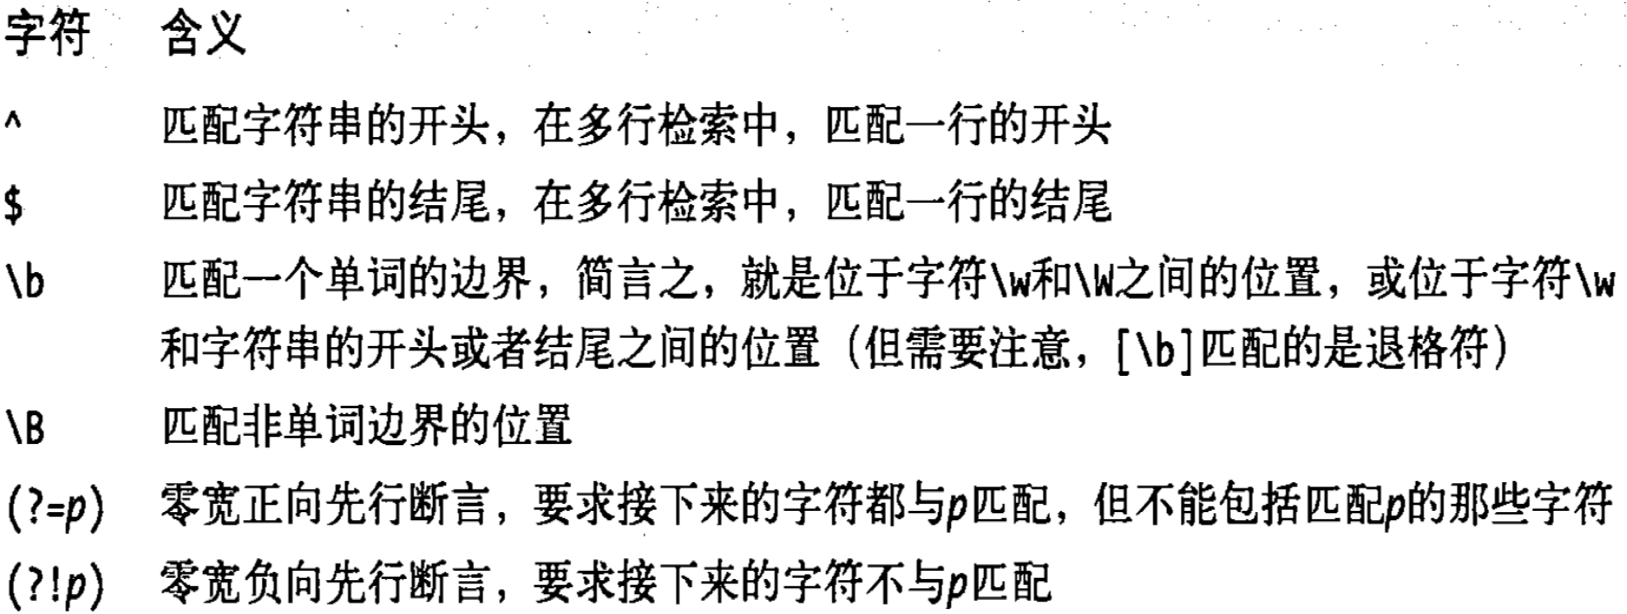 字符 含义
^ 匹配字符串的开头，在多行检索中，匹配一行的开头
$ 匹配字符串的结尾，在多行检索中，匹配一行的结尾
\b 匹配一个单词的边界，简言之，就是位于字符\w和\W之间的位置，或位于字符\w
和字符串的开头或者结尾之间的位置（但需要注意，[\b]匹配的是退格符）
\B 匹配非单词边界的位置
(?=p) 零宽正向先行断言，要求接下来的字符都与p匹配，但不能包括匹配p的那些字符
(?!p) 零宽负向先行断言，要求接下来的字符不与p匹配